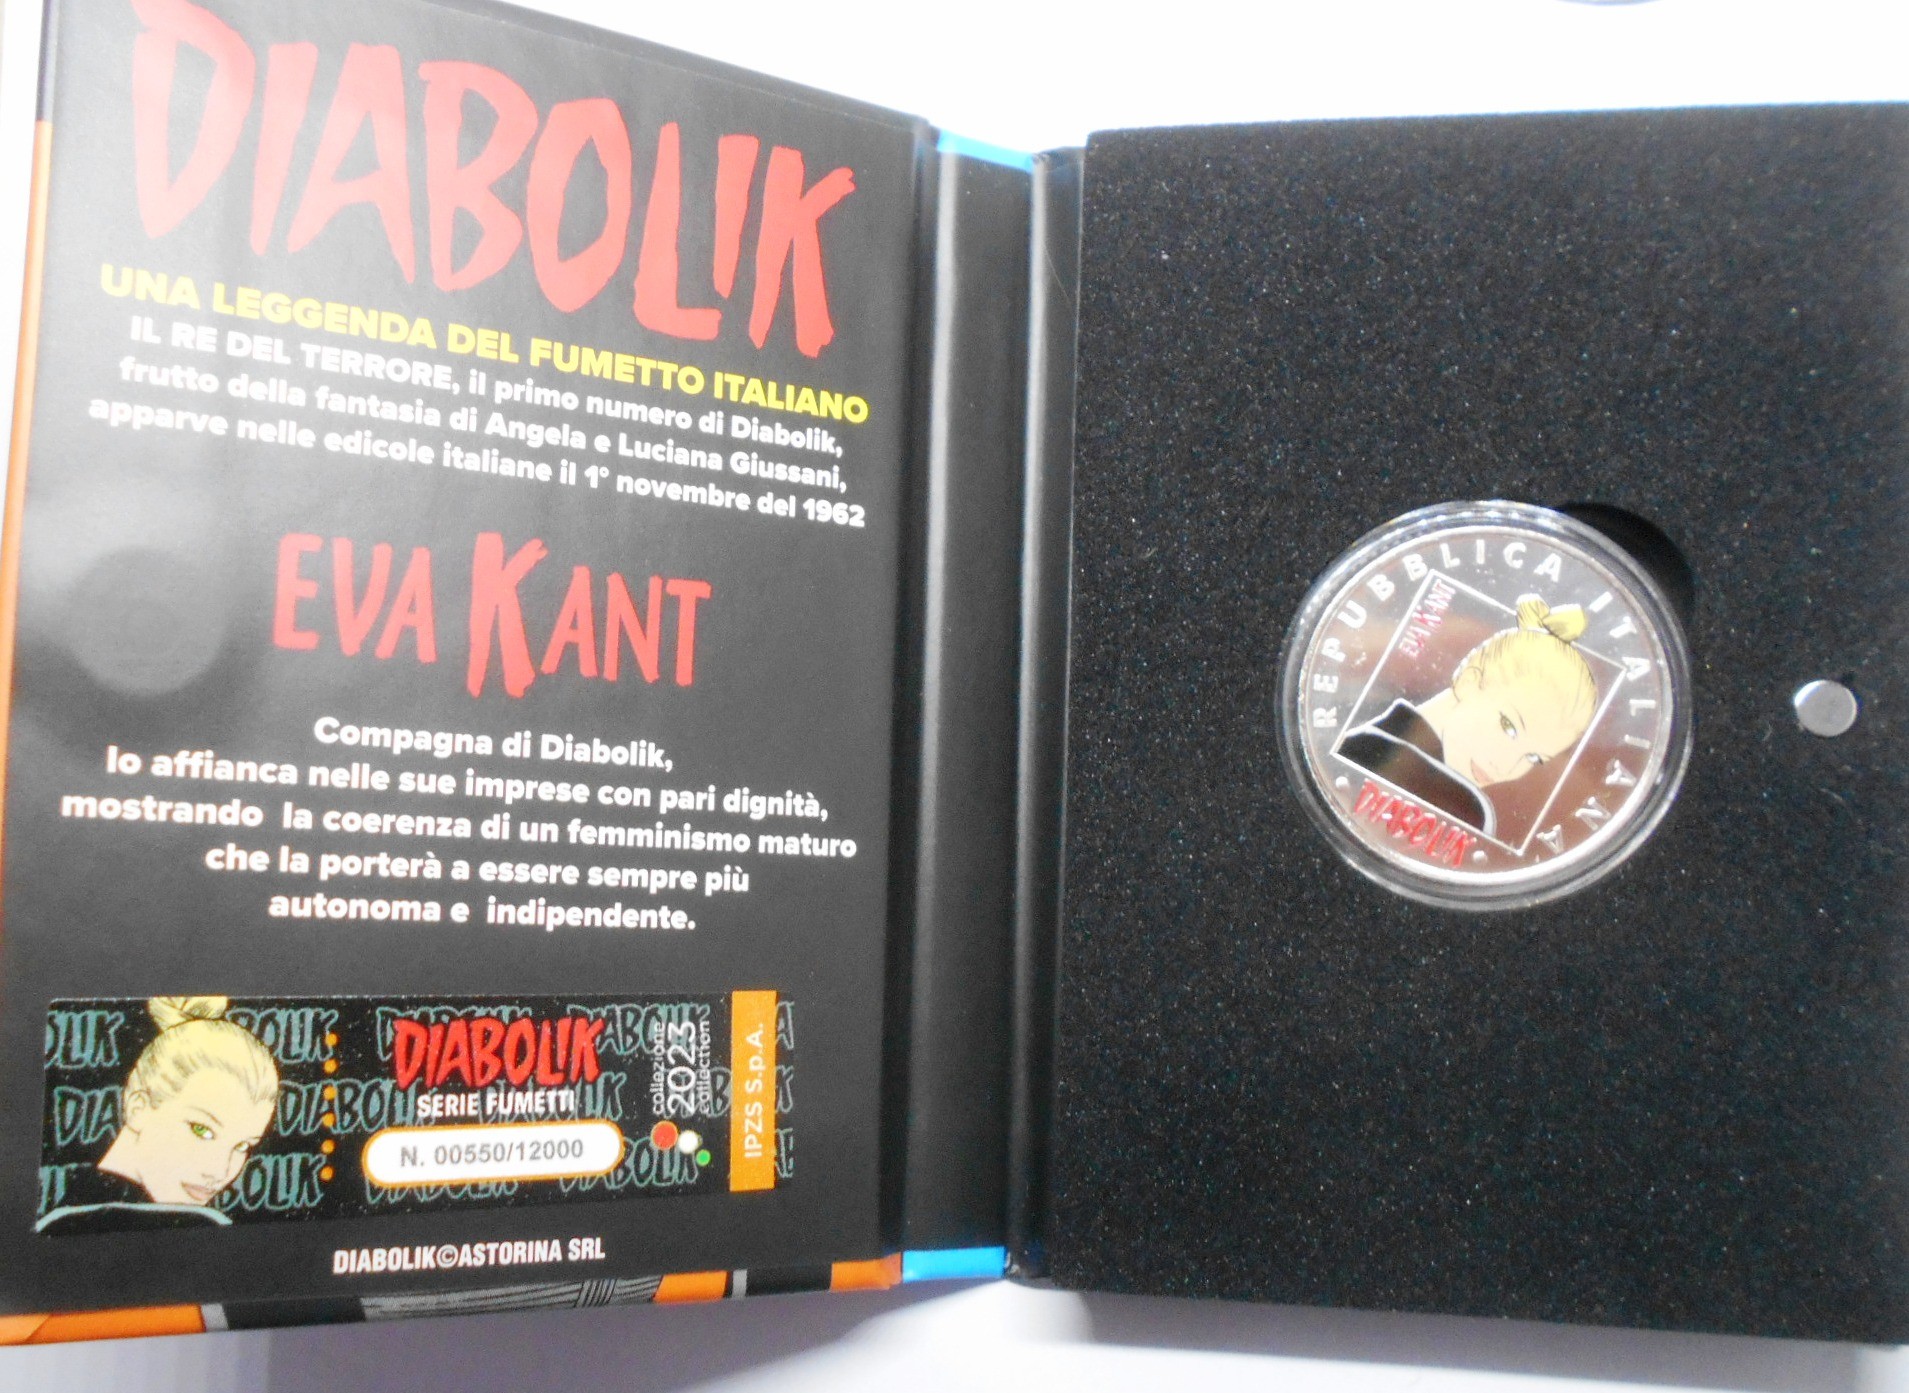 DIABOLIK
UNA LEGGENDA DEL FUMETTO ITALIANO
IL RE DEL TERRORE, il primo numero di Diabolik,
frutto della fantasia di Angela e Luciana Giussani,
apparve nelle edicole italiane il 1° novembre del 1962
EVA KANT
Compagna di Diabolik,
lo affianca nelle sue imprese con pari dignità,
mostrando la coerenza di un femminismo maturo
che la porterà a essere sempre più
autonoma e indipendente.
DIABOLIK
SERIE FUMETTI
N. 00550/12000
collezione
2023
collection
IPZS S.p.A.
DIABOLIK©ASTORINA SRL
REPUBBLICA ITALIANA
EVA KANT
DIABOLIK